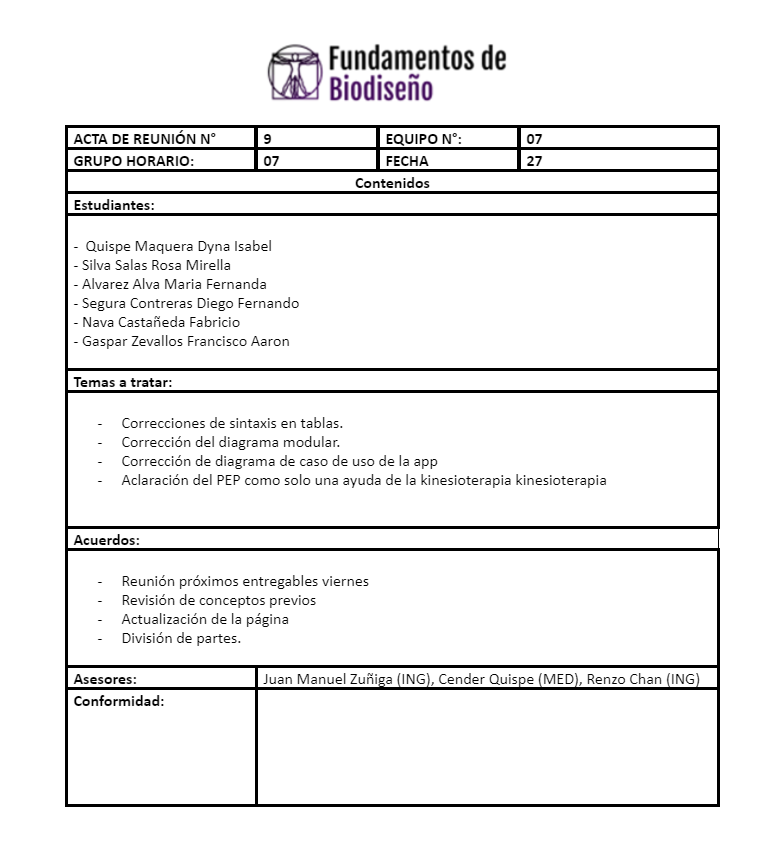 Fundamentos de
Biodiseño
ACTA DE REUNIÓN N° 9 EQUIPO N°: 07
GRUPO HORARIO: 07 FECHA 27
Contenidos
Estudiantes:
- Quispe Maquera Dyna Isabel
- Silva Salas Rosa Mirella
- Alvarez Alva Maria Fernanda
- Segura Contreras Diego Fernando
- Nava Castañeda Fabricio
- Gaspar Zevallos Francisco Aaron
Temas a tratar:
- Correcciones de sintaxis en tablas.
- Corrección del diagrama modular.
- Corrección de diagrama de caso de uso de la app
- Aclaración del PEP como solo una ayuda de la kinesioterapia kinesioterapia
Acuerdos:
- Reunión próximos entregables viernes
- Revisión de conceptos previos
- Actualización de la página
- División de partes.
Asesores: Juan Manuel Zuñiga (ING), Cender Quispe (MED), Renzo Chan (ING)
Conformidad: